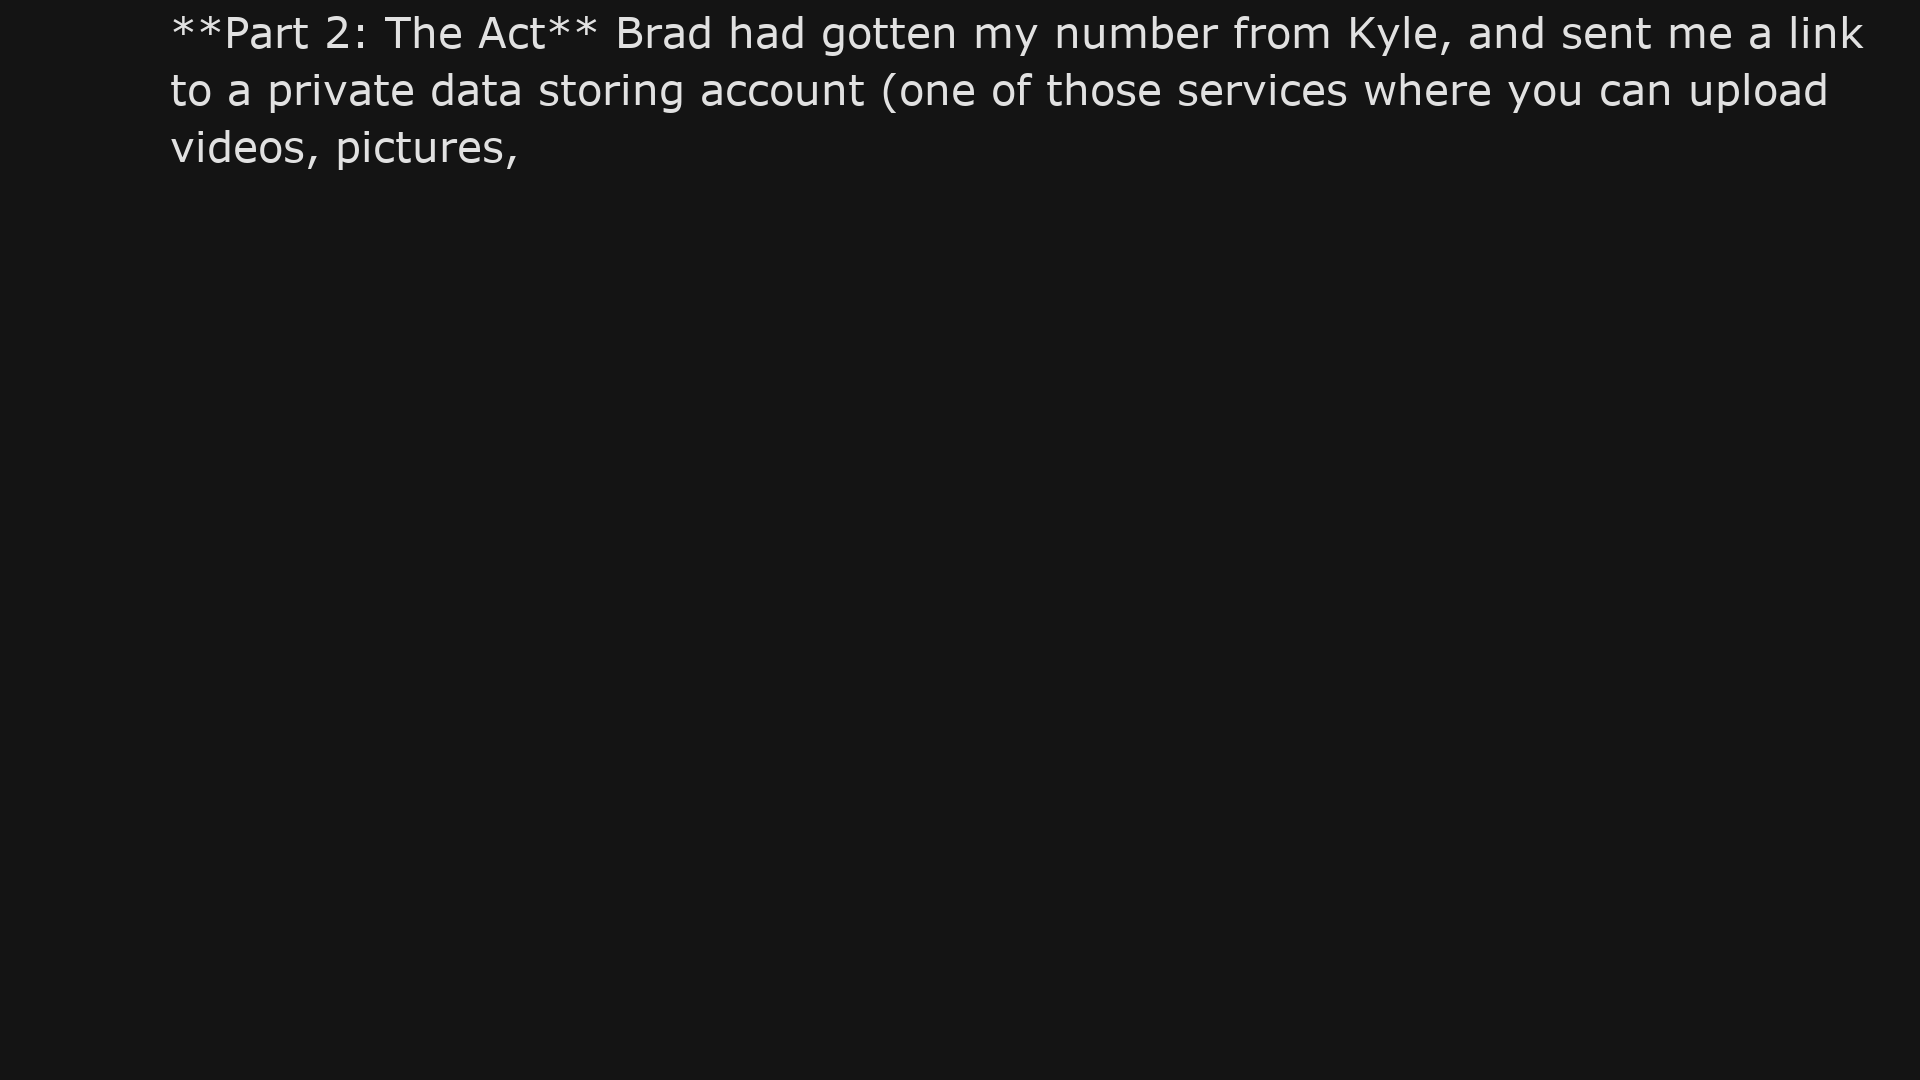 **Part 2: The Act** Brad had gotten my number from Kyle, and sent me a link
to a private data storing account (one of those services where you can upload
videos, pictures,